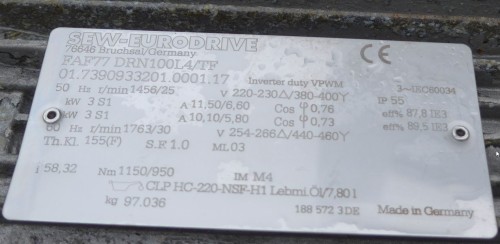 SEW-EURODRIVE
76646 Bruchsal/Germany
FAF77 DRN100L4/TF
01.7390933201.0001.17 Inverter duty VPWM 3~IEC60034
50 Hz r/min 1456/25 V 220-230△/380-400Y IP 55
kW 3 S1 A 11,50/6,60 Cos φ 0,76 eff% 87,8 IE3
kW 3 S1 A 10,10/5,80 Cos φ 0,73 eff% 89,5 IE3
60 Hz r/min 1763/30 V 254-266△/440-460Y
Th.Kl. 155(F) S.F. 1.0 ML 03
i 58,32 Nm 1150/950 IM M4
CLP HC-220-NSF-H1 Lebmi.Öl/7,80 l
kg 97.036 188 572 3 DE Made in Germany